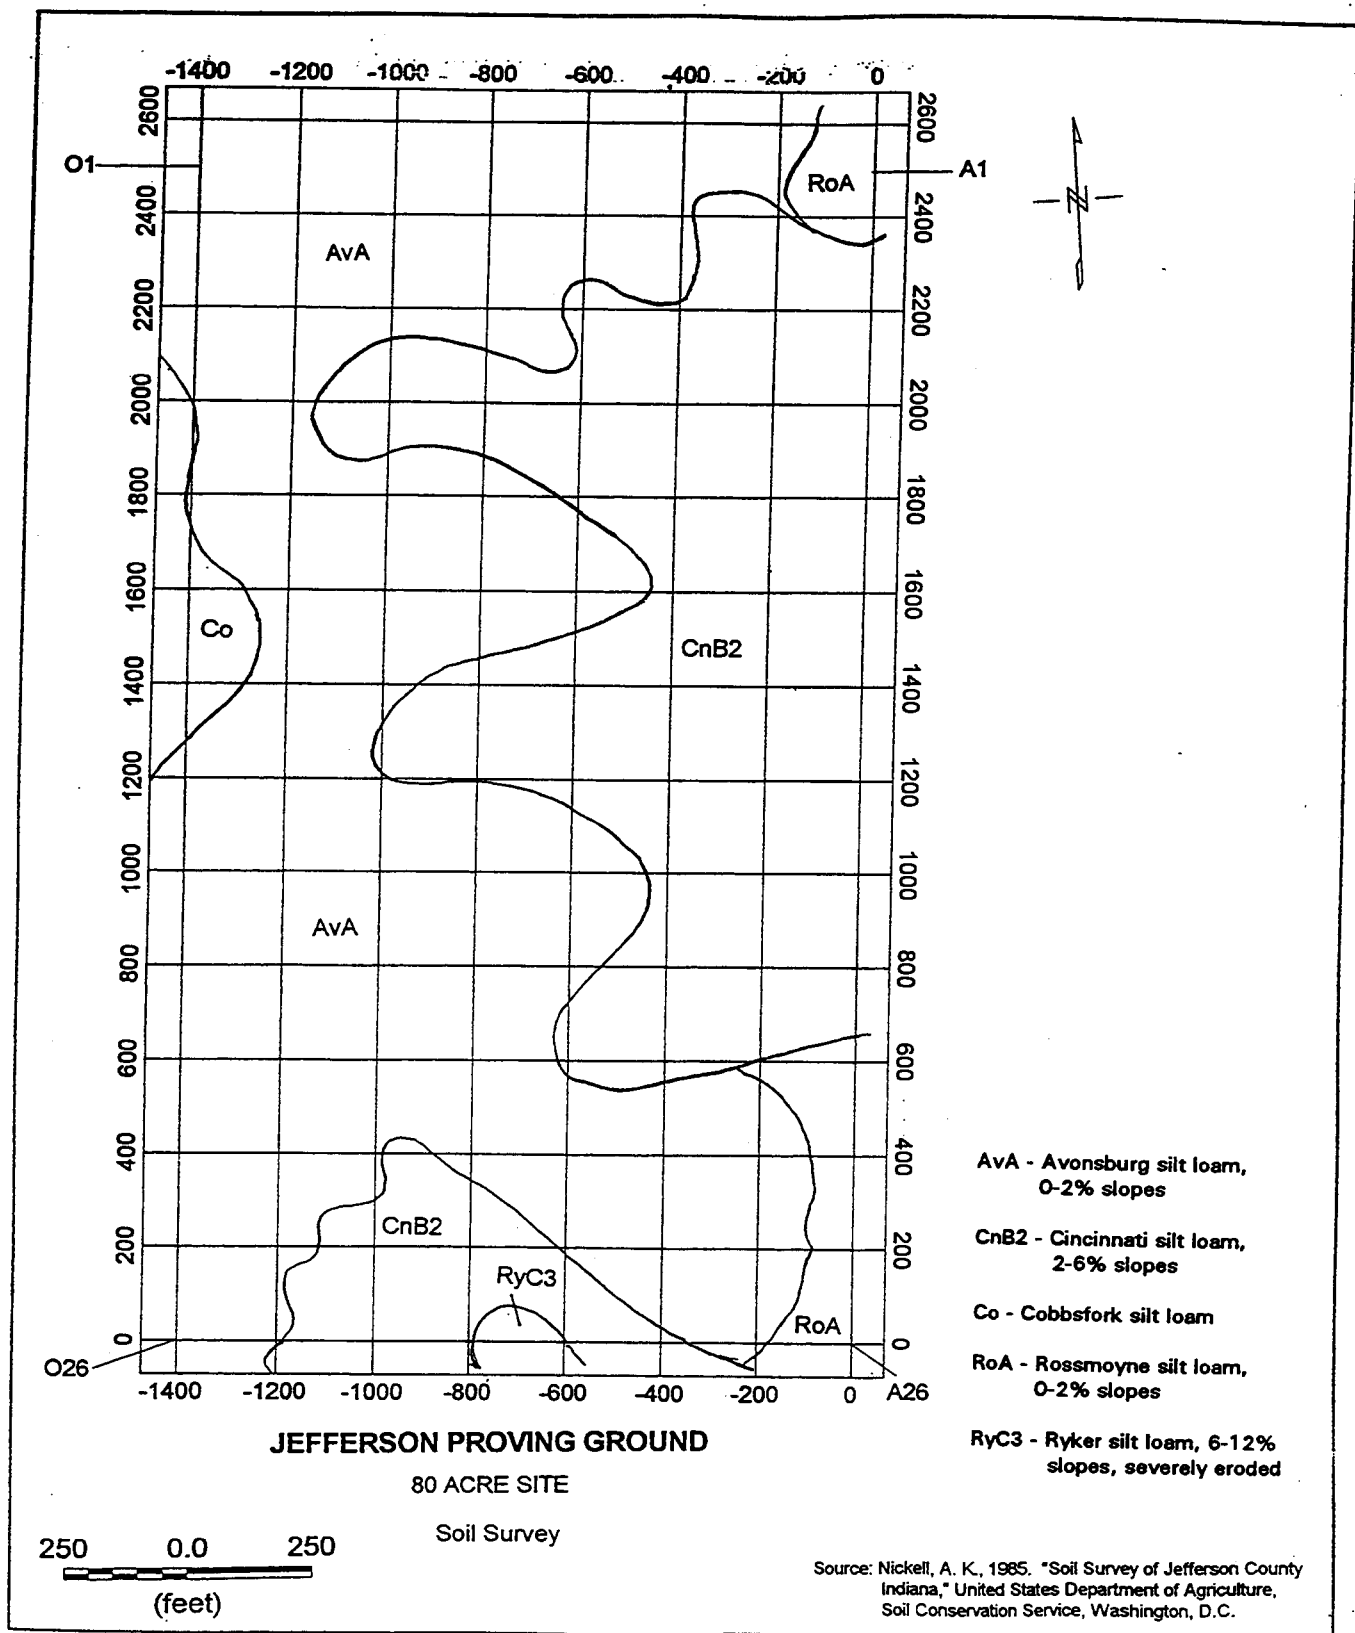 -1400 -1200 -1000 -800 -600 -400 -200 0
2600 2600
O1 A1
RoA
2400 2400
AvA
2200 2200
2000 2000
1800 1800
1600 1600
Co
CnB2
1400 1400
1200 1200
1000 1000
AvA
800 800
600 600
400 400
CnB2
200 200
RyC3
RoA
0 0
O26 A26
-1400 -1200 -1000 -800 -600 -400 -200 0
AvA - Avonsburg silt loam,
0-2% slopes
CnB2 - Cincinnati silt loam,
2-6% slopes
Co - Cobbsfork silt loam
RoA - Rossmoyne silt loam,
0-2% slopes
RyC3 - Ryker silt loam, 6-12%
slopes, severely eroded
JEFFERSON PROVING GROUND
80 ACRE SITE
Soil Survey
250 0.0 250
(feet)
Source: Nickell, A. K., 1985. "Soil Survey of Jefferson County
Indiana," United States Department of Agriculture,
Soil Conservation Service, Washington, D.C.
N